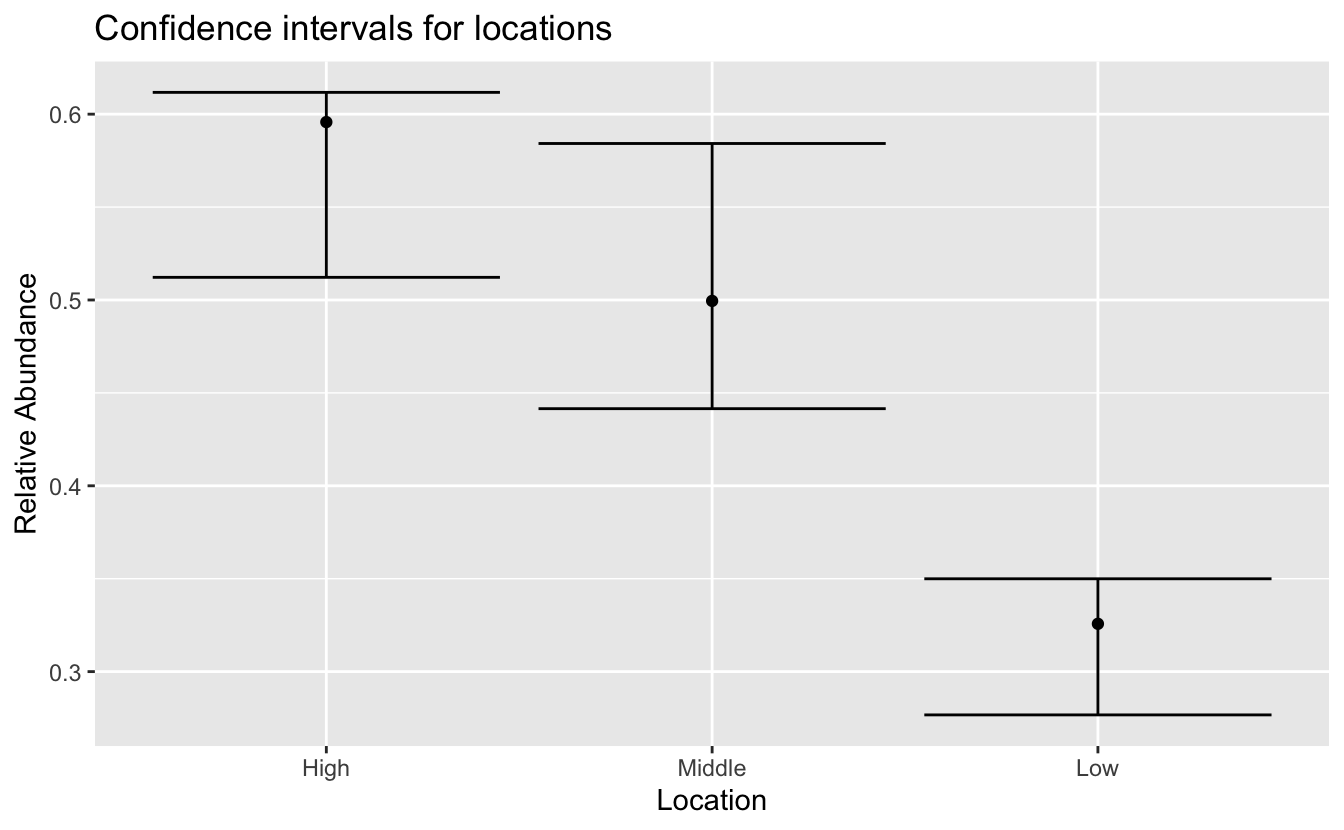 Confidence intervals for locations
Relative Abundance
0.6
0.5
0.4
0.3
High
Middle
Low
Location